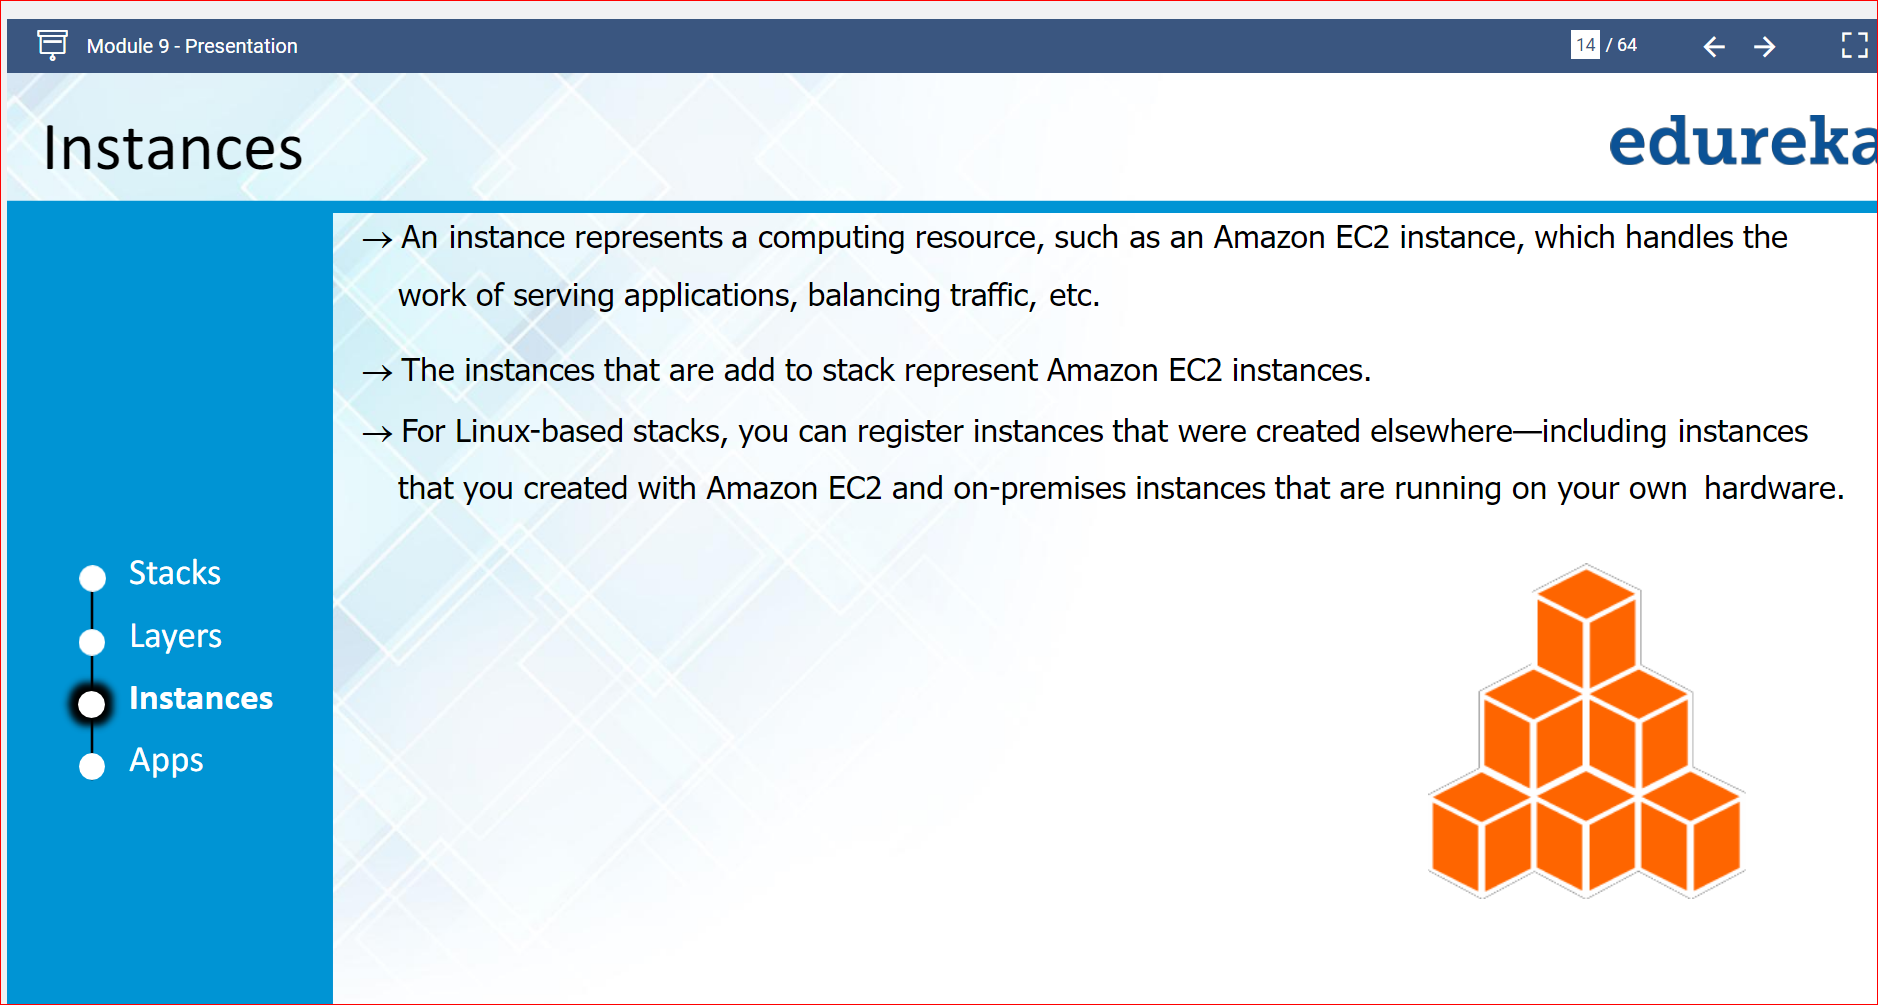 Module 9 - Presentation
14 / 64
Instances
edureka
→ An instance represents a computing resource, such as an Amazon EC2 instance, which handles the
work of serving applications, balancing traffic, etc.
→ The instances that are add to stack represent Amazon EC2 instances.
→ For Linux-based stacks, you can register instances that were created elsewhere—including instances
that you created with Amazon EC2 and on-premises instances that are running on your own hardware.
Stacks
Layers
Instances
Apps